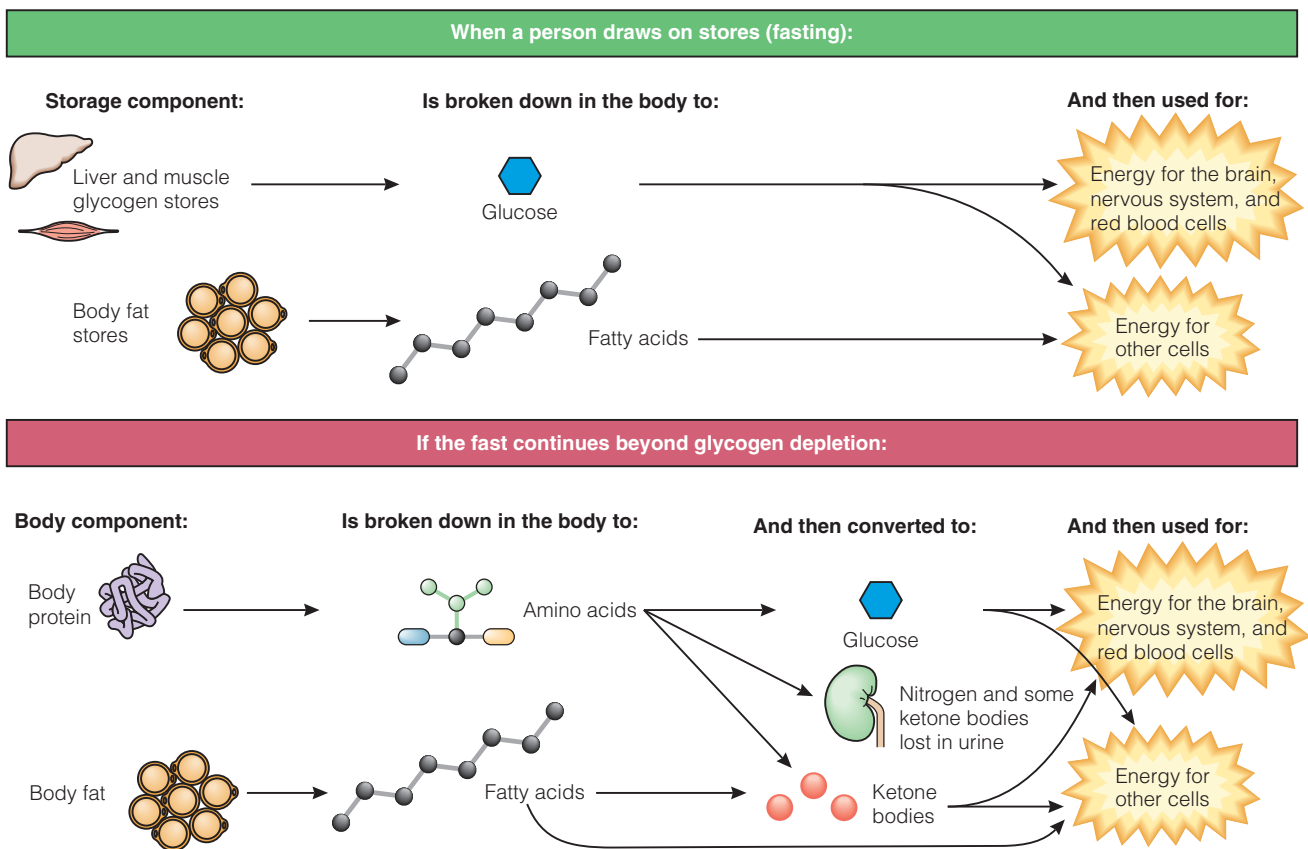 When a person draws on stores (fasting):
Storage component:
Is broken down in the body to:
And then used for:
Liver and muscle
glycogen stores
Glucose
Energy for the brain,
nervous system, and
red blood cells
Body fat
stores
Fatty acids
Energy for
other cells
If the fast continues beyond glycogen depletion:
Body component:
Is broken down in the body to:
And then converted to:
And then used for:
Body
protein
Amino acids
Glucose
Energy for the brain,
nervous system, and
red blood cells
Nitrogen and some
ketone bodies
lost in urine
Body fat
Fatty acids
Ketone
bodies
Energy for
other cells